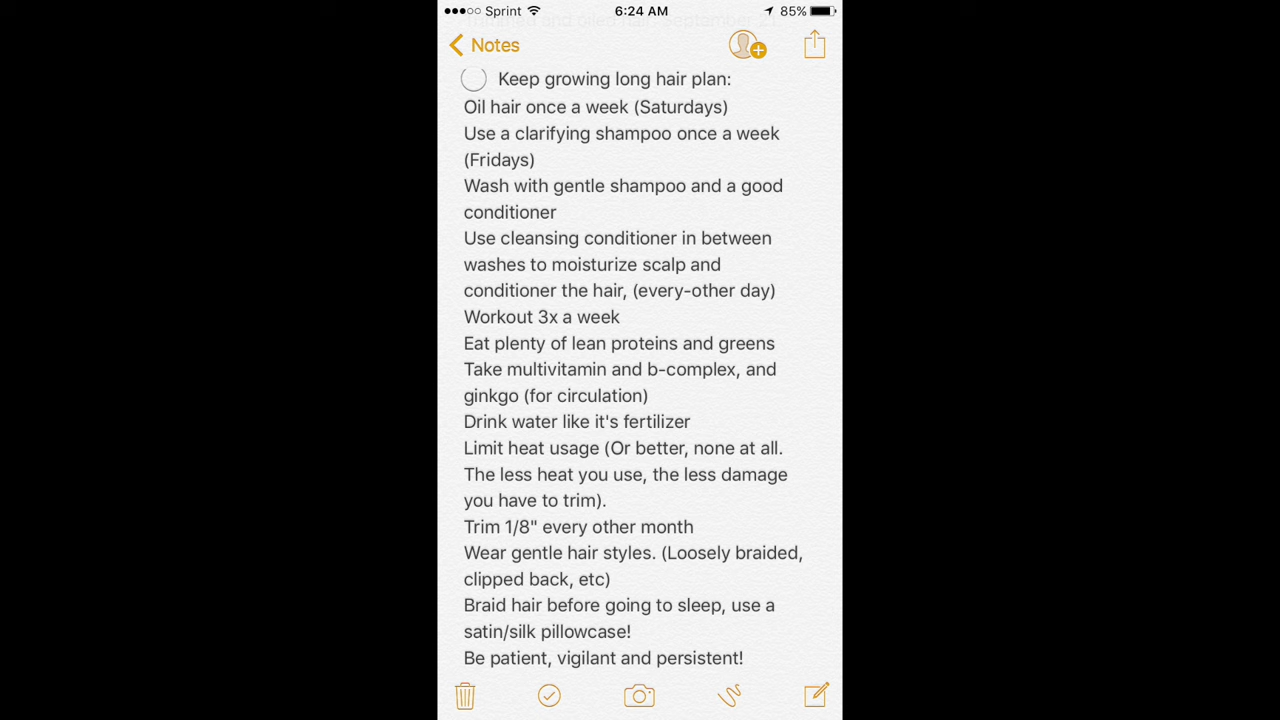 Sprint 6:24 AM 85%
Notes
Keep growing long hair plan:
Oil hair once a week (Saturdays)
Use a clarifying shampoo once a week
(Fridays)
Wash with gentle shampoo and a good
conditioner
Use cleansing conditioner in between
washes to moisturize scalp and
conditioner the hair, (every-other day)
Workout 3x a week
Eat plenty of lean proteins and greens
Take multivitamin and b-complex, and
ginkgo (for circulation)
Drink water like it's fertilizer
Limit heat usage (Or better, none at all.
The less heat you use, the less damage
you have to trim).
Trim 1/8" every other month
Wear gentle hair styles. (Loosely braided,
clipped back, etc)
Braid hair before going to sleep, use a
satin/silk pillowcase!
Be patient, vigilant and persistent!